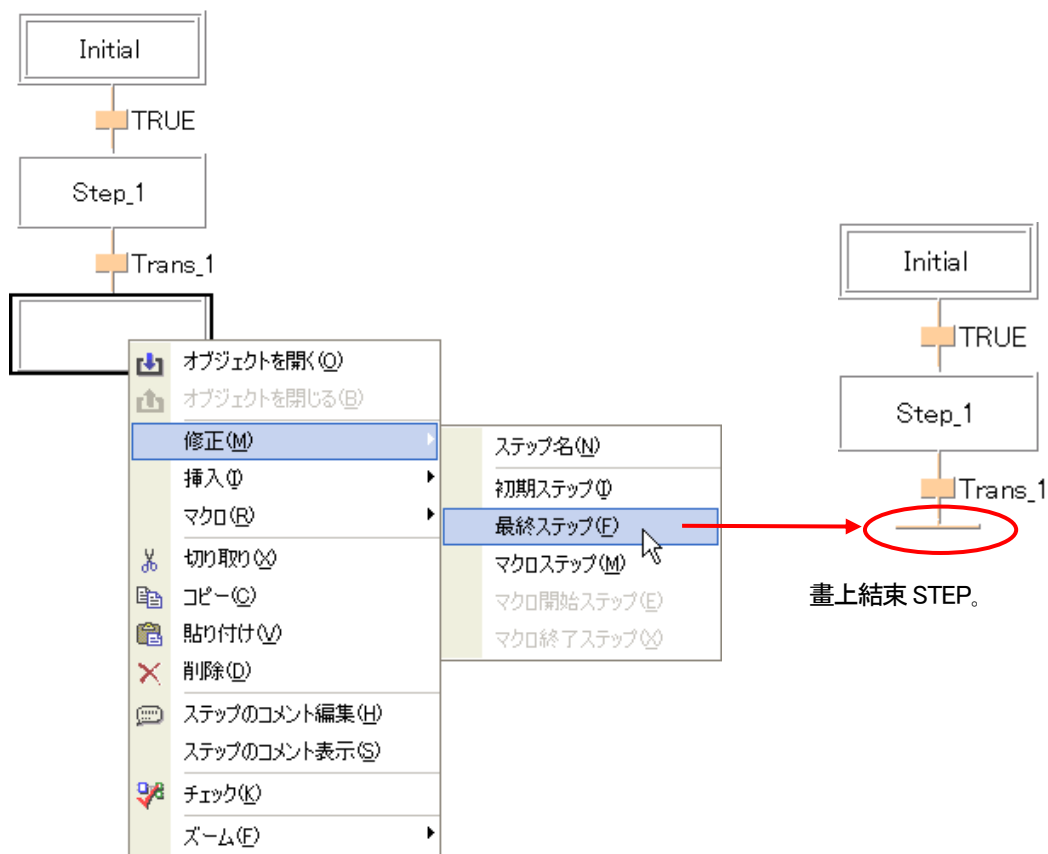 Initial
TRUE
Step_1
Trans_1
オブジェクトを開く(O)
オブジェクトを閉じる(B)
修正(M)
挿入(I)
マクロ(R)
切り取り(X)
コピー(C)
貼り付け(V)
削除(D)
ステップのコメント編集(H)
ステップのコメント表示(S)
チェック(K)
ズーム(F)
ステップ名(N)
初期ステップ(I)
最終ステップ(F)
マクロステップ(M)
マクロ開始ステップ(E)
マクロ終了ステップ(X)
Initial
TRUE
Step_1
Trans_1
畫上結束 STEP。